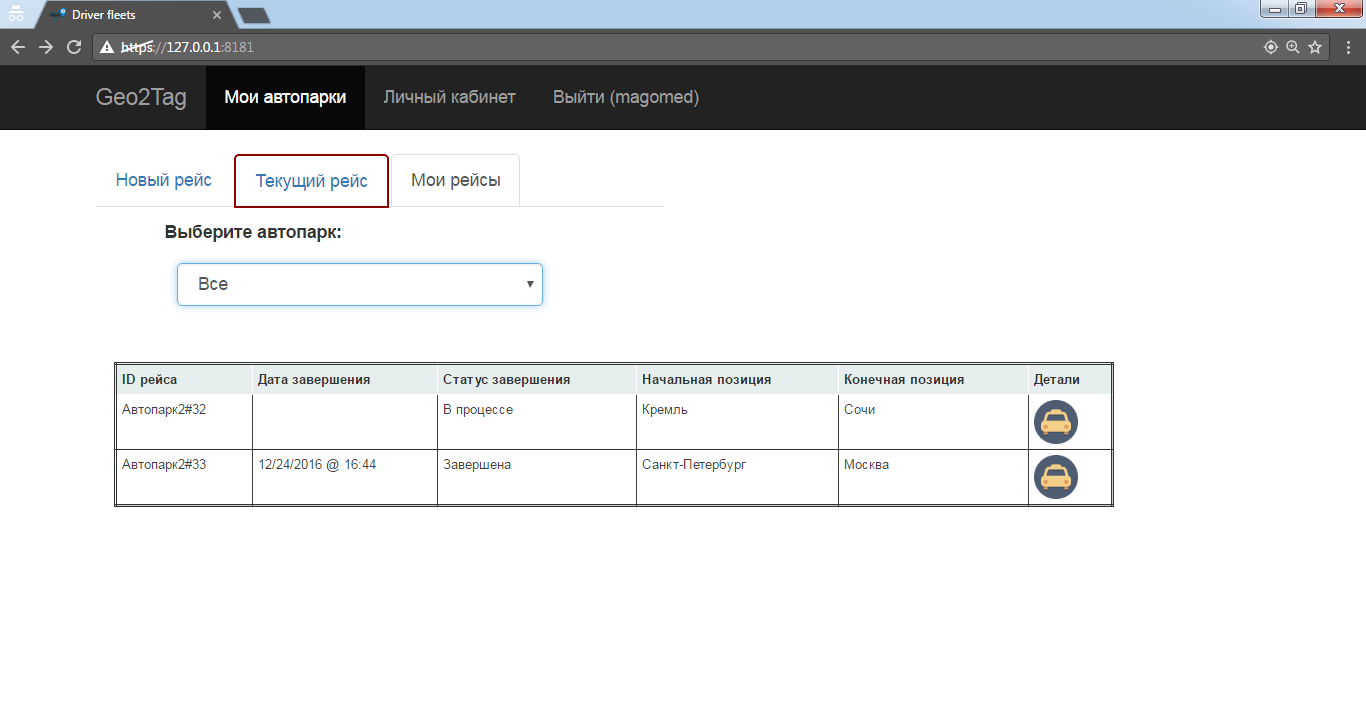 Driver fleets
https://127.0.0.1:8181
Geo2Tag Мои автопарки Личный кабинет Выйти (magomed)
Новый рейс Текущий рейс Мои рейсы
Выберите автопарк:
Все
ID рейса Дата завершения Статус завершения Начальная позиция Конечная позиция Детали
Автопарк2#32 В процессе Кремль Сочи
Автопарк2#33 12/24/2016 @ 16:44 Завершена Санкт-Петербург Москва